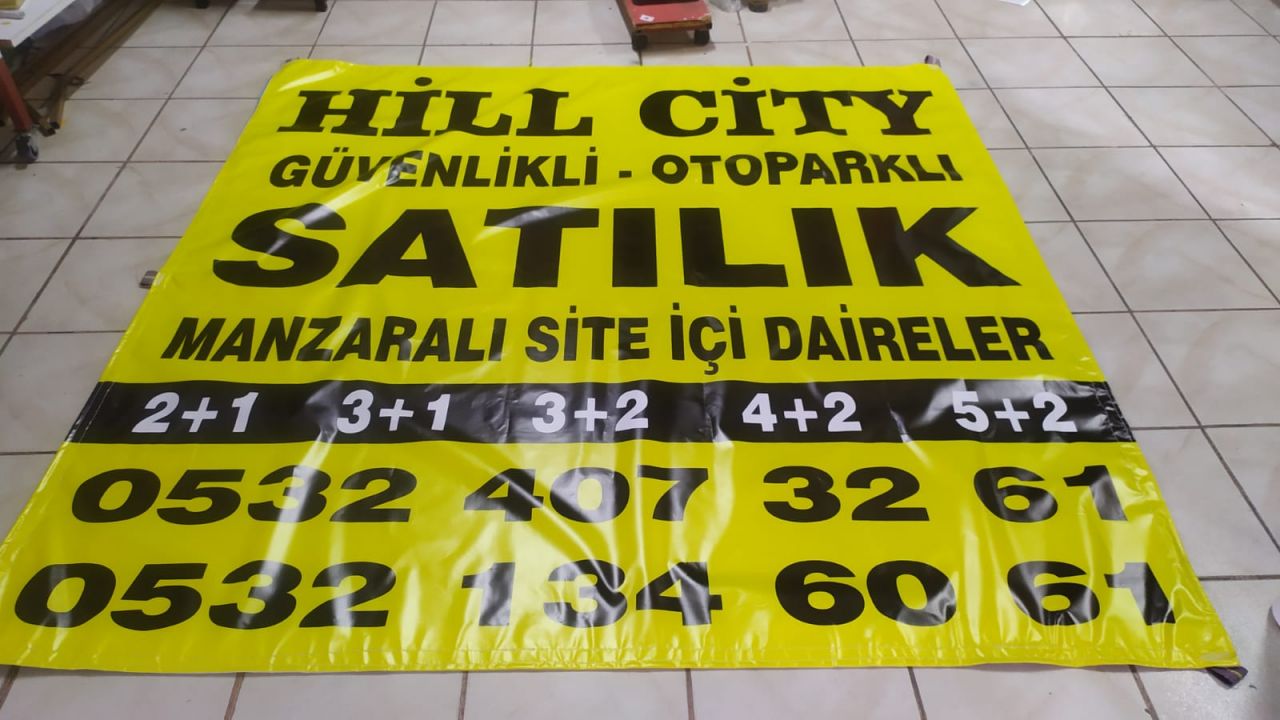 HİLL CİTY
GÜVENLİKLİ - OTOPARKLI
SATILIK
MANZARALI SİTE İÇİ DAİRELER
2+1 3+1 3+2 4+2 5+2
0532 407 32 61
0532 134 60 61